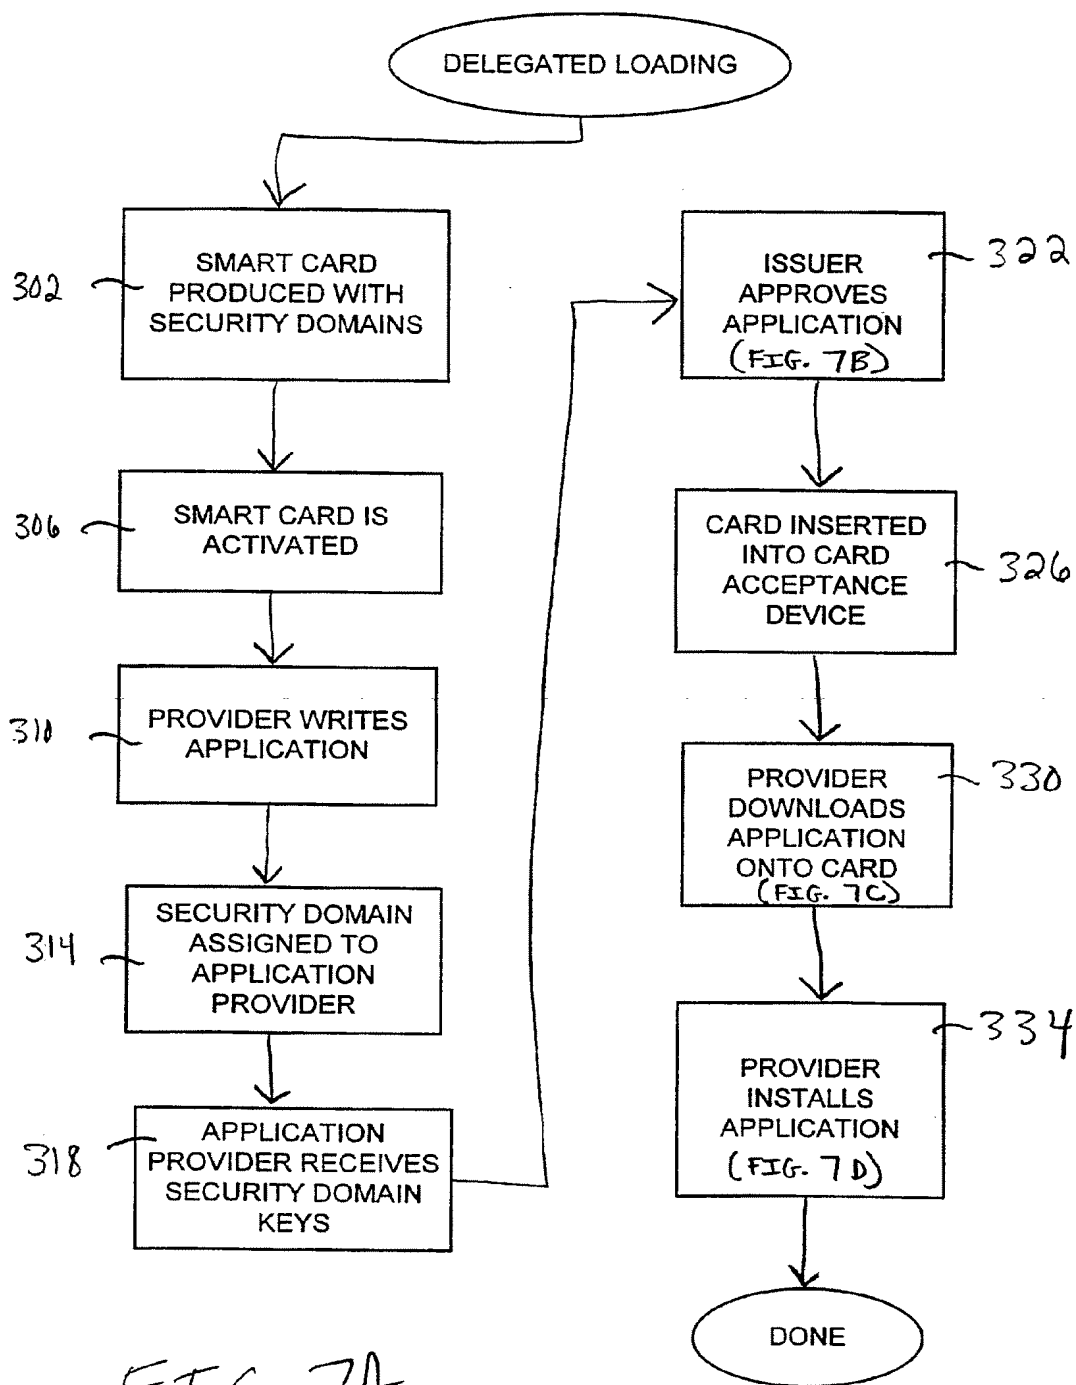 DELEGATED LOADING
302
SMART CARD
PRODUCED WITH
SECURITY DOMAINS
306
SMART CARD IS
ACTIVATED
310
PROVIDER WRITES
APPLICATION
314
SECURITY DOMAIN
ASSIGNED TO
APPLICATION
PROVIDER
318
APPLICATION
PROVIDER RECEIVES
SECURITY DOMAIN
KEYS
322
ISSUER
APPROVES
APPLICATION
(FIG. 7B)
326
CARD INSERTED
INTO CARD
ACCEPTANCE
DEVICE
330
PROVIDER
DOWNLOADS
APPLICATION
ONTO CARD
(FIG. 7C)
334
PROVIDER
INSTALLS
APPLICATION
(FIG. 7D)
DONE
FIG. 7A